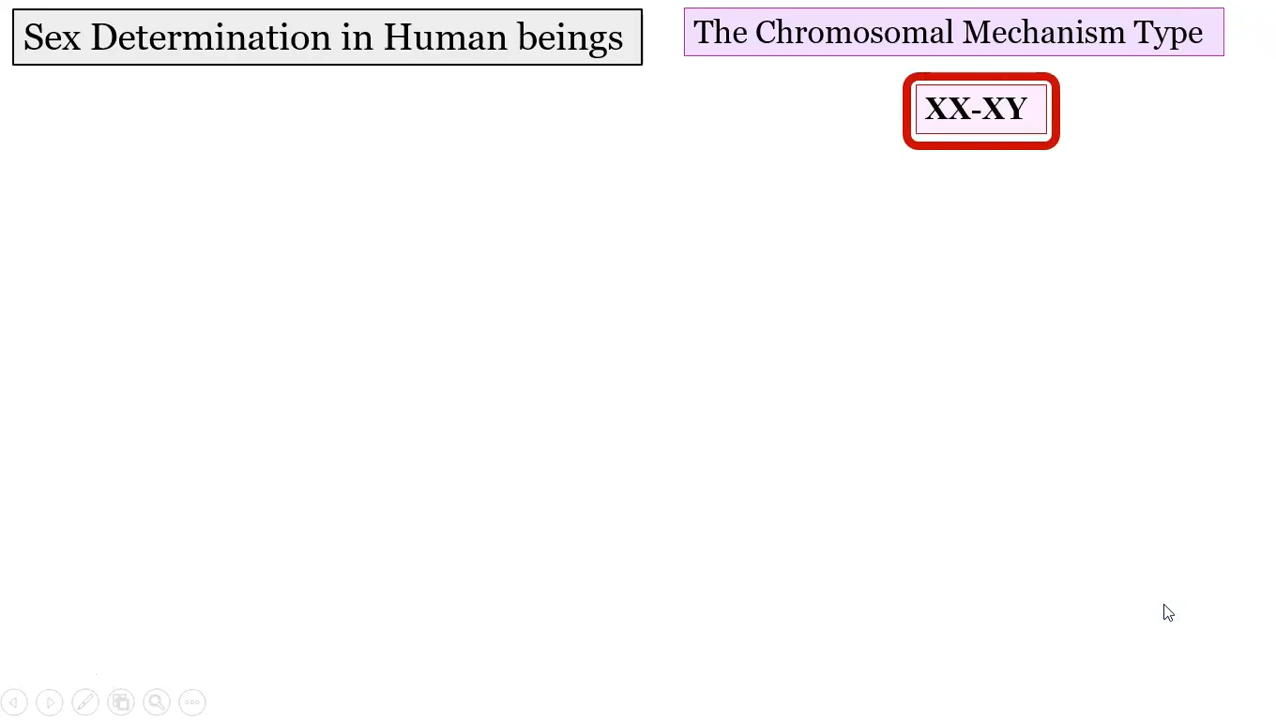 Sex Determination in Human beings
The Chromosomal Mechanism Type
XX-XY